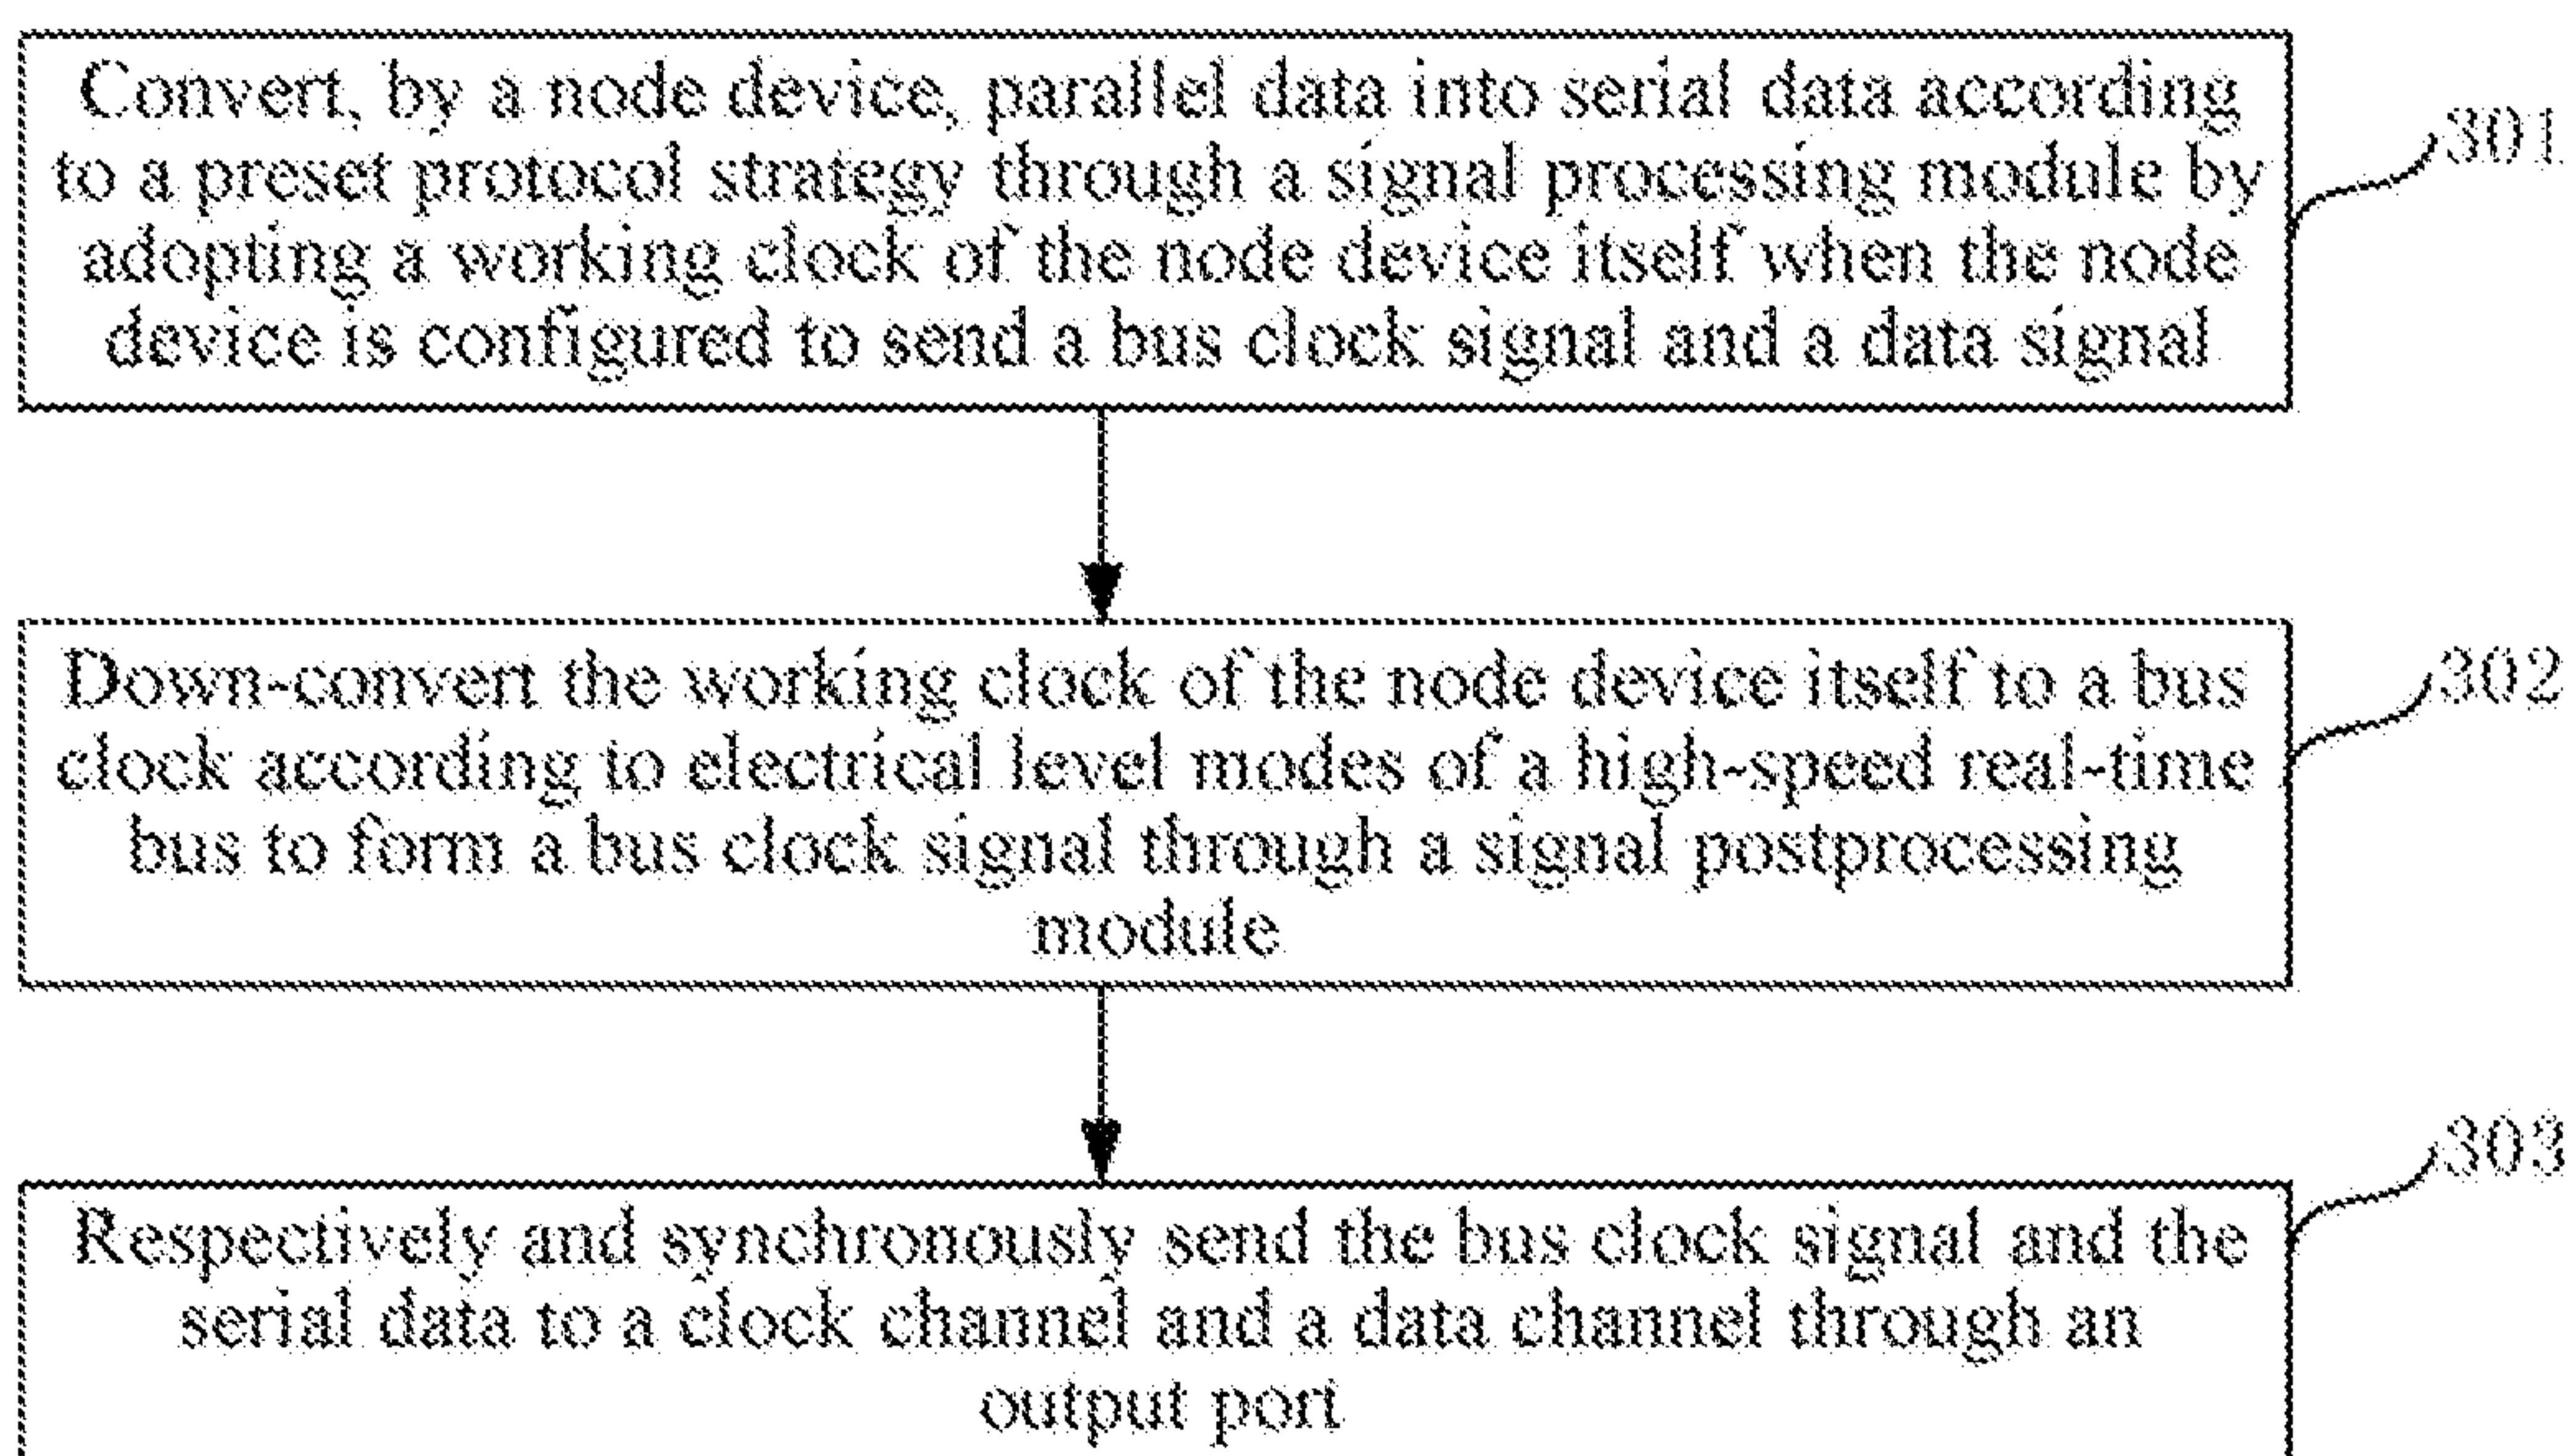 Convert, by a node device, parallel data into serial data according
301
to a preset protocol strategy through a signal processing module by
adopting a working clock of the node device itself when the node
device is configured to send a bus clock signal and a data signal
Down-convert the working clock of the node device itself to a bus
302
clock according to electrical level modes of a high-speed real-time
bus to form a bus clock signal through a signal postprocessing
module
303
Respectively and synchronously send the bus clock signal and the
serial data to a clock channel and a data channel through an
output port